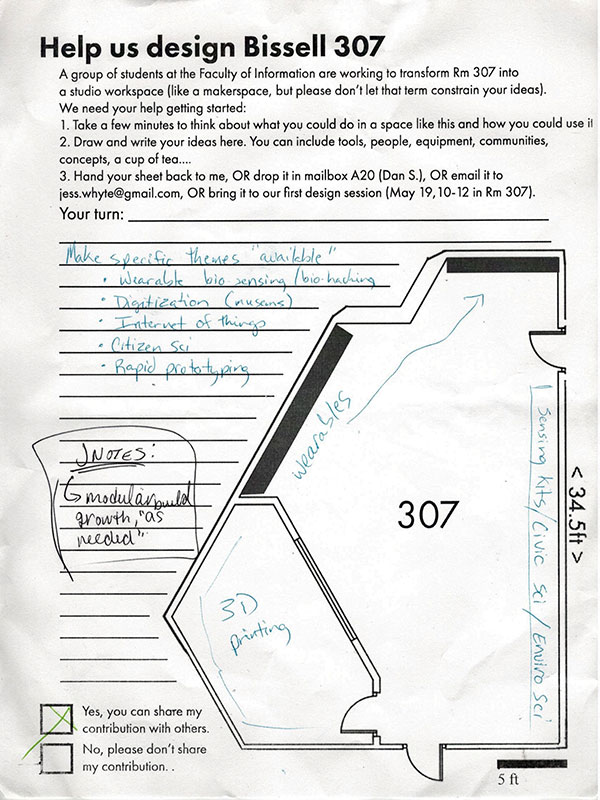 Help us design Bissell 307
A group of students at the Faculty of Information are working to transform Rm 307 into
a studio workspace (like a makerspace, but please don't let that term constrain your ideas).
We need your help getting started:
1. Take a few minutes to think about what you could do in a space like this and how you could use it
2. Draw and write your ideas here. You can include tools, people, equipment, communities,
concepts, a cup of tea....
3. Hand your sheet back to me, OR drop it in mailbox A20 (Dan S.), OR email it to
jess.whyte@gmail.com, OR bring it to our first design session (May 19,10-12 in Rm 307).
Your turn:
Make specific themes "available"
• Wearable bio sensing/bio-hacking
• Digitization (museums)
• Internet of things
• Citizen Sci
• Rapid prototyping
JNOTES:
modular build
growth, "as
needed"
wearables
307
3D
printing
Sensing Kits/Civic Sci/Enviro Sci
< 34.5ft >
Yes, you can share my
contribution with others.
No, please don't share
my contribution. .
5 ft